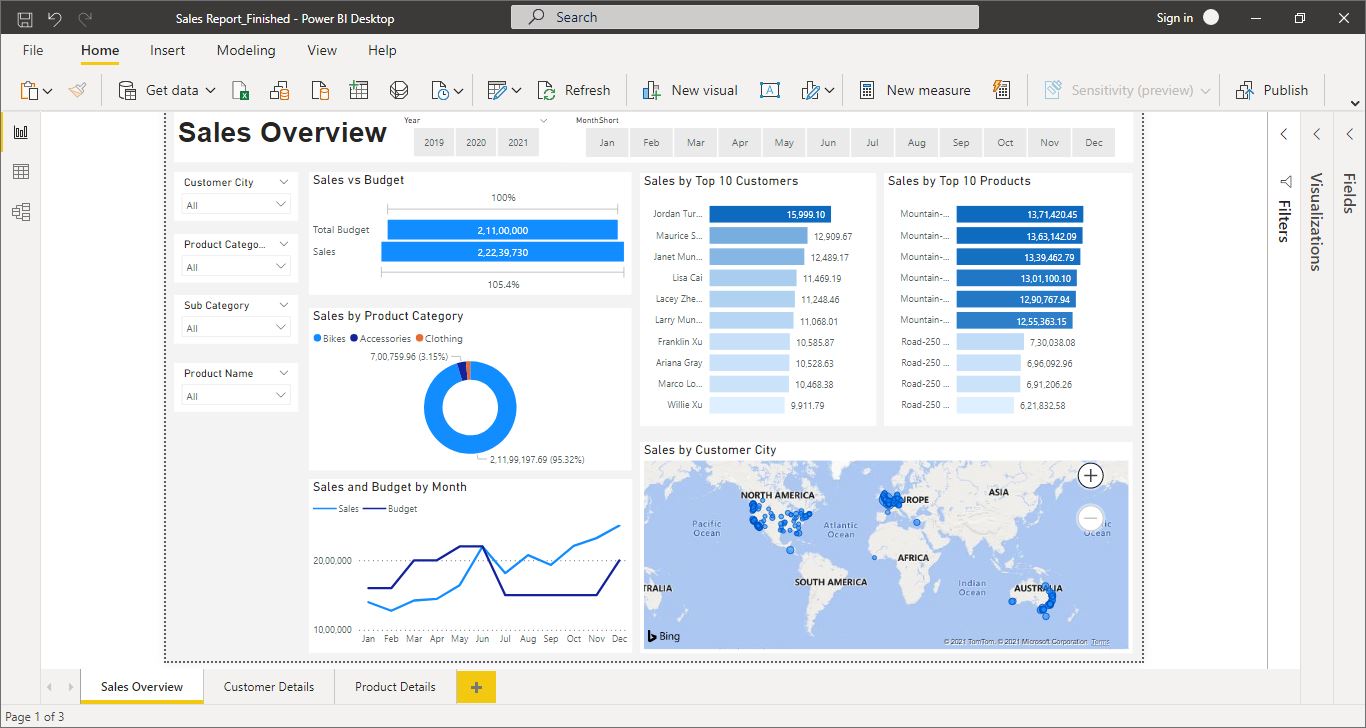 Sales Report_Finished - Power BI Desktop
Search
Sign in
File Home Insert Modeling View Help
Get data
Refresh
New visual
A
New measure
Sensitivity (preview)
Publish
Sales Overview
Year
2019 2020 2021
MonthShort
Jan Feb Mar Apr May Jun Jul Aug Sep Oct Nov Dec
Customer City
All
Product Catego...
All
Sub Category
All
Product Name
All
Sales vs Budget
100%
Total Budget 2,11,00,000
Sales 2,22,39,730
105.4%
Sales by Product Category
Bikes Accessories Clothing
7,00,759.96 (3.15%)
2,11,99,197.69 (95.32%)
Sales and Budget by Month
Sales Budget
20,00,000
10,00,000
Jan Feb Mar Apr May Jun Jul Aug Sep Oct Nov Dec
Sales by Top 10 Customers
Jordan Tur... 15,999.10
Maurice S... 12,909.67
Janet Mun... 12,489.17
Lisa Cai 11,469.19
Lacey Zhe... 11,248.46
Larry Mun... 11,068.01
Franklin Xu 10,585.87
Ariana Gray 10,528.63
Marco Lo... 10,468.38
Willie Xu 9,911.79
Sales by Top 10 Products
Mountain-... 13,71,420.45
Mountain-... 13,63,142.09
Mountain-... 13,39,462.79
Mountain-... 13,01,100.10
Mountain-... 12,90,767.94
Mountain-... 12,55,363.15
Road-250 ... 7,30,038.08
Road-250 ... 6,96,092.96
Road-250 ... 6,91,206.26
Road-250 ... 6,21,832.58
Sales by Customer City
NORTH AMERICA
ROPE
ASIA
Pacific
Ocean
Atlantic
Ocean
ic
Ocean
AFRICA
SOUTH AMERICA
Indian
Ocean
TRALIA
AUSTRALIA
Bing
© 2021 TomTom, © 2021 Microsoft Corporation Terms
Filters
Visualizations
Fields
Sales Overview Customer Details Product Details
Page 1 of 3